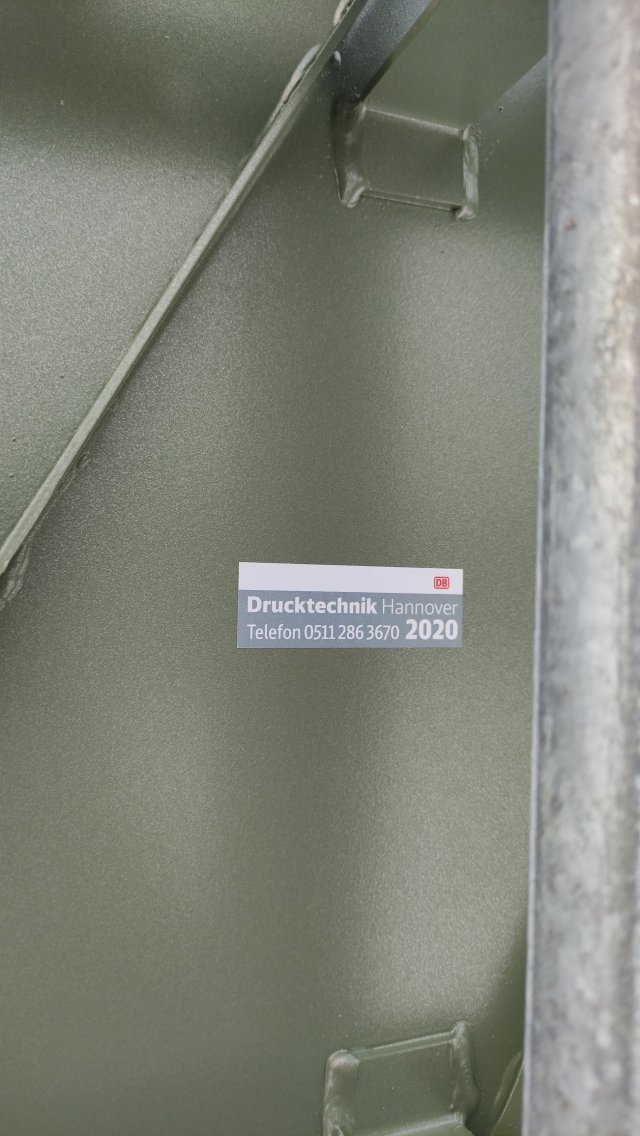 DB
Drucktechnik Hannover
Telefon 0511 286 3670 2020